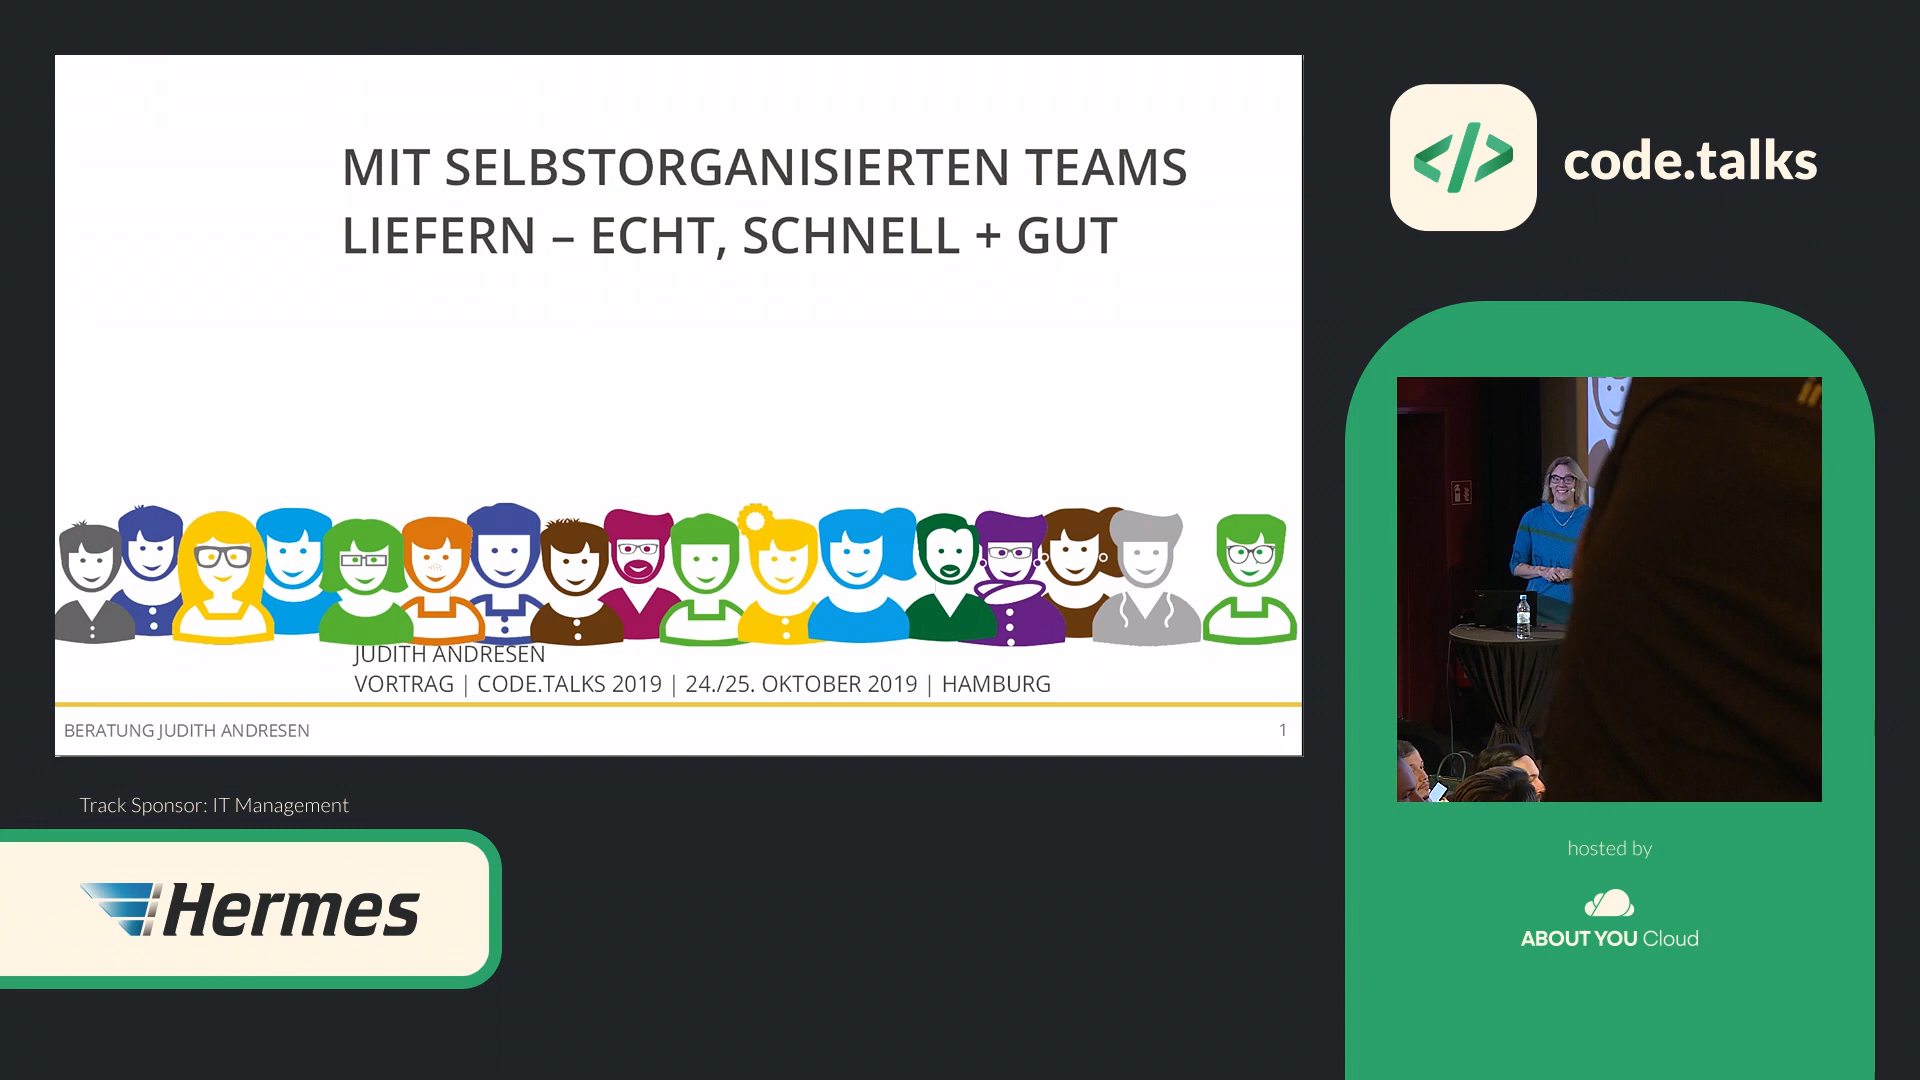 MIT SELBSTORGANISIERTEN TEAMS
LIEFERN – ECHT, SCHNELL + GUT
JUDITH ANDRESEN
VORTRAG | CODE.TALKS 2019 | 24./25. OKTOBER 2019 | HAMBURG
BERATUNG JUDITH ANDRESEN
1
</> code.talks
Track Sponsor: IT Management
Hermes
hosted by
ABOUT YOU Cloud